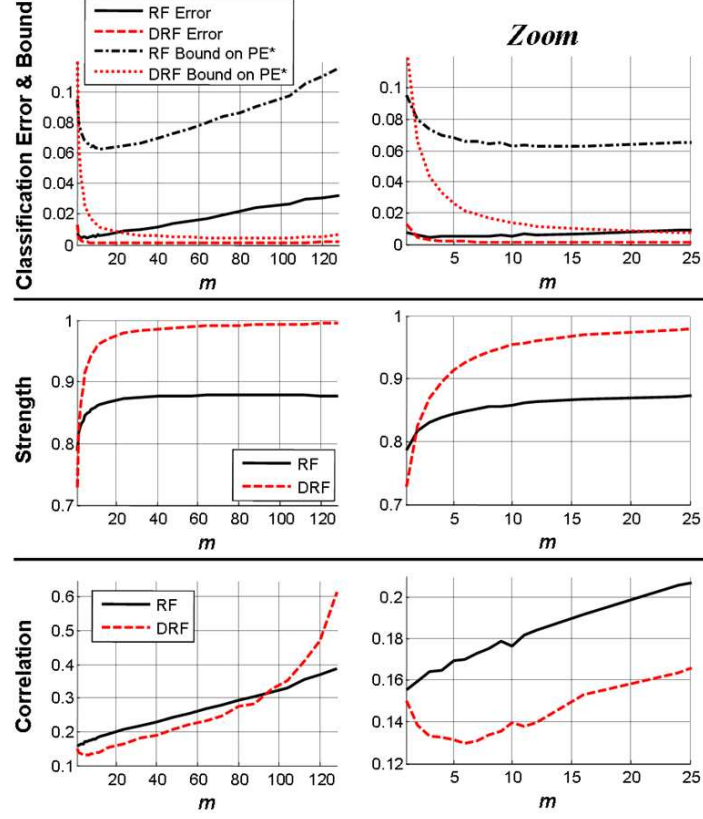 RF Error
DRF Error
RF Bound on PE*
DRF Bound on PE*
Zoom
Classification Error & Bound
0.1
0.08
0.06
0.04
0.02
0
20 40 60 80 100 120
m
0.1
0.08
0.06
0.04
0.02
0
5 10 15 20 25
m
Strength
1
0.9
0.8
0.7
RF
DRF
20 40 60 80 100 120
m
1
0.9
0.8
0.7
5 10 15 20 25
m
Correlation
0.6
0.5
0.4
0.3
0.2
0.1
RF
DRF
20 40 60 80 100 120
m
0.2
0.18
0.16
0.14
0.12
5 10 15 20 25
m